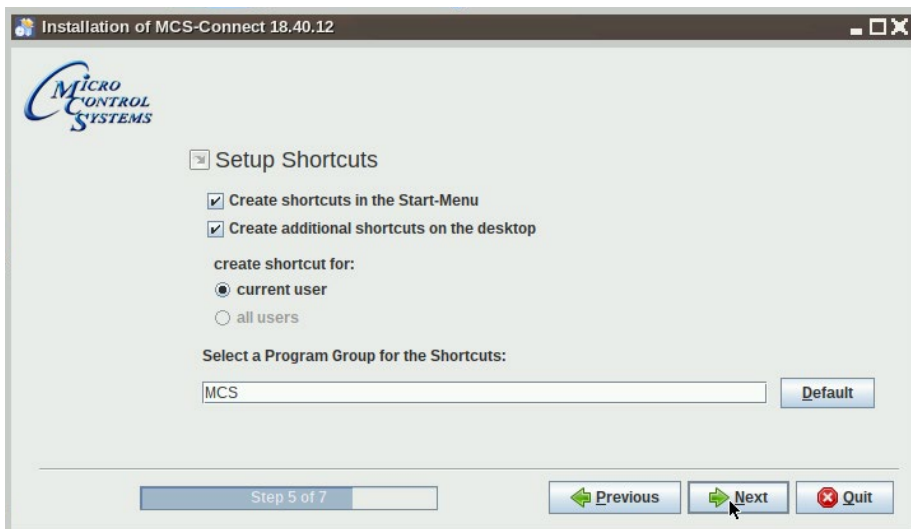 Installation of MCS-Connect 18.40.12
MICRO
CONTROL
SYSTEMS
Setup Shortcuts
Create shortcuts in the Start-Menu
Create additional shortcuts on the desktop
create shortcut for:
current user
all users
Select a Program Group for the Shortcuts:
MCS
Default
Step 5 of 7
Previous
Next
Quit